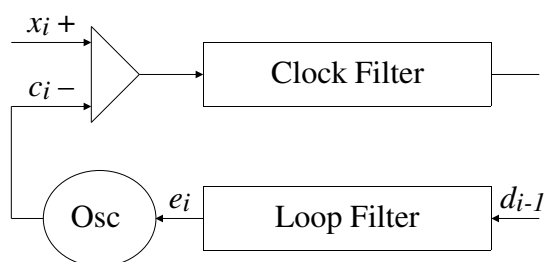 xi +
Clock Filter
ci −
Osc
ei
Loop Filter
di-1